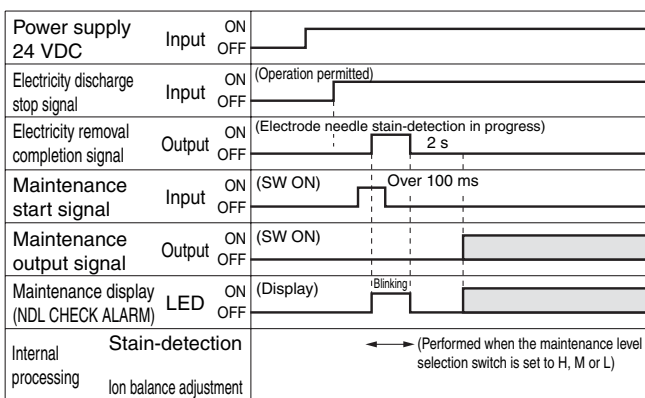 Power supply
24 VDC
Input
ON
OFF
Electricity discharge
stop signal
Input
ON
OFF
(Operation permitted)
Electricity removal
completion signal
Output
ON
OFF
(Electrode needle stain-detection in progress)
2 s
Maintenance
start signal
Input
ON
OFF
(SW ON)
Over 100 ms
Maintenance
output signal
Output
ON
OFF
(SW ON)
Maintenance display
(NDL CHECK ALARM)
LED
ON
OFF
(Display)
Blinking
Internal
processing
Stain-detection
Ion balance adjustment
(Performed when the maintenance level
selection switch is set to H, M or L)